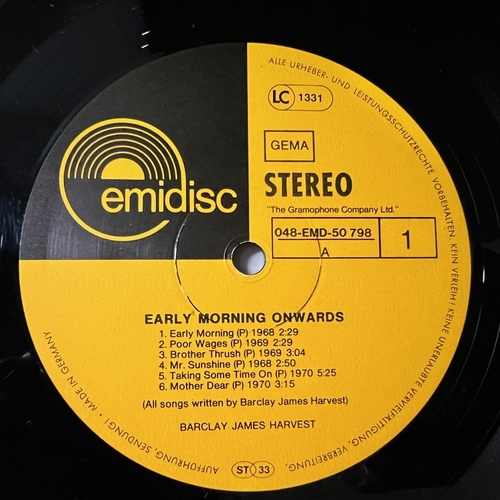 emidisc
LC 1331
GEMA
STEREO
"The Gramophone Company Ltd."
048-EMD-50 798
A
1
EARLY MORNING ONWARDS
1. Early Morning (P) 1968 2:29
2. Poor Wages (P) 1969 2:29
3. Brother Thrush (P) 1969 3:04
4. Mr. Sunshine (P) 1968 2:50
5. Taking Some Time On (P) 1970 5:25
6. Mother Dear (P) 1970 3:15
(All songs written by Barclay James Harvest)
BARCLAY JAMES HARVEST
ST 33
ALLE URHEBER- UND LEISTUNGSSCHUTZRECHTE VORBEHALTEN. KEIN VERLEIH! KEINE UNERLAUBTE VERVIELFÄLTIGUNG, VERBREITUNG, AUFFÜHRUNG, SENDUNG! • MADE IN GERMANY